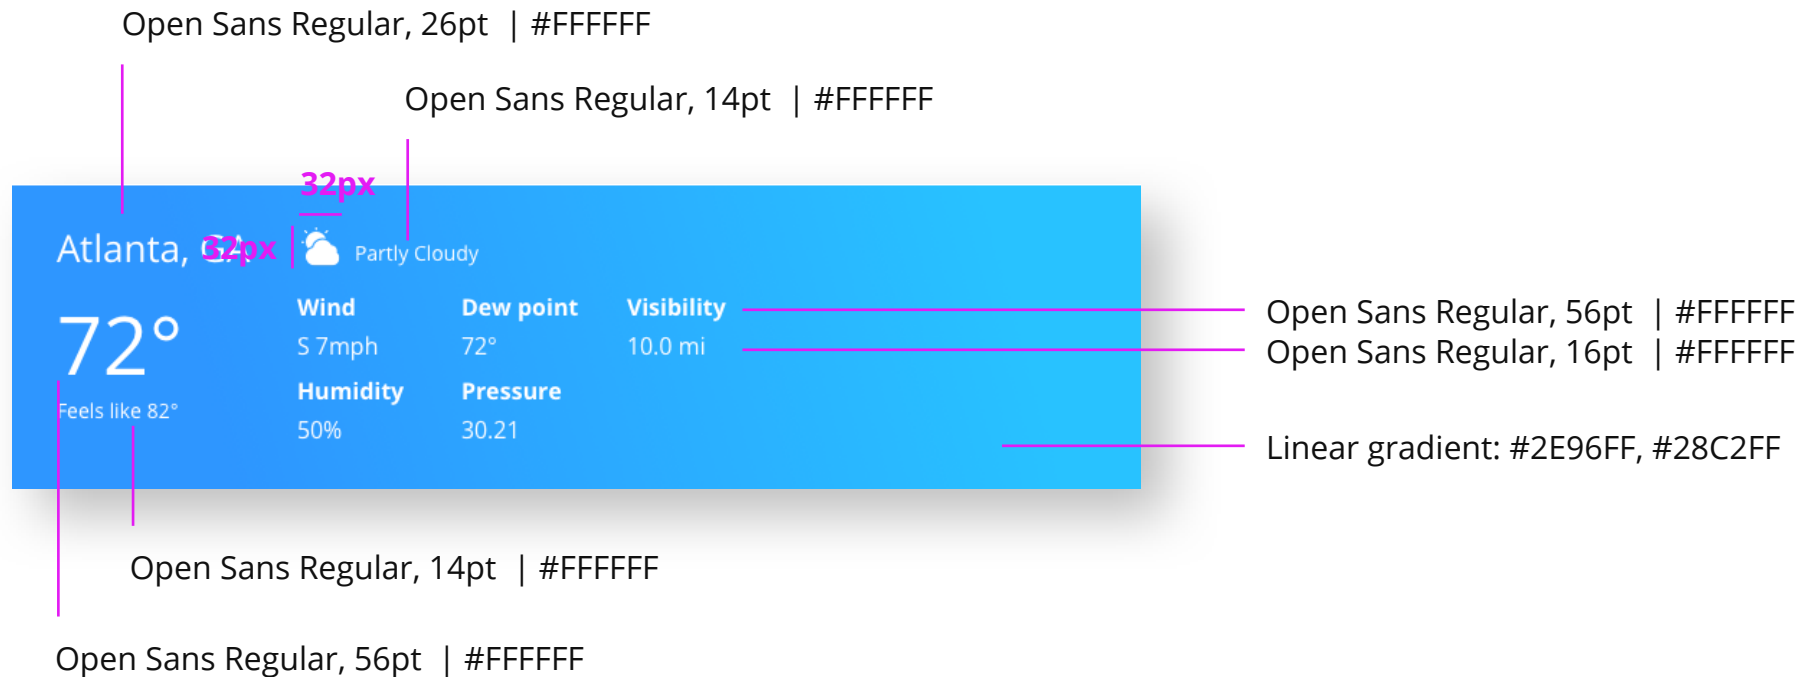 Open Sans Regular, 26pt | #FFFFFF
Open Sans Regular, 14pt | #FFFFFF
32px
Atlanta, GA
32px
Partly Cloudy
Wind
Dew point
Visibility
Open Sans Regular, 56pt | #FFFFFF
72°
S 7mph
72°
10.0 mi
Open Sans Regular, 16pt | #FFFFFF
Humidity
Pressure
Feels like 82°
50%
30.21
Linear gradient: #2E96FF, #28C2FF
Open Sans Regular, 14pt | #FFFFFF
Open Sans Regular, 56pt | #FFFFFF